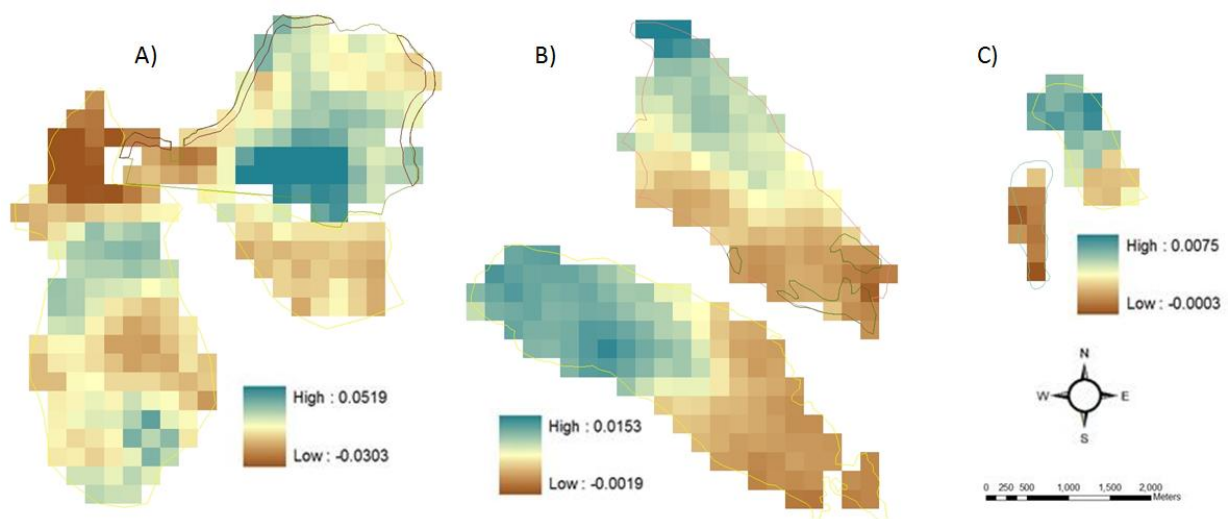 A)
B)
C)
High : 0.0519
Low : -0.0303
High : 0.0153
Low : -0.0019
High : 0.0075
Low : -0.0003
N
W E
S
0 250 500 1,000 1,500 2,000
Meters